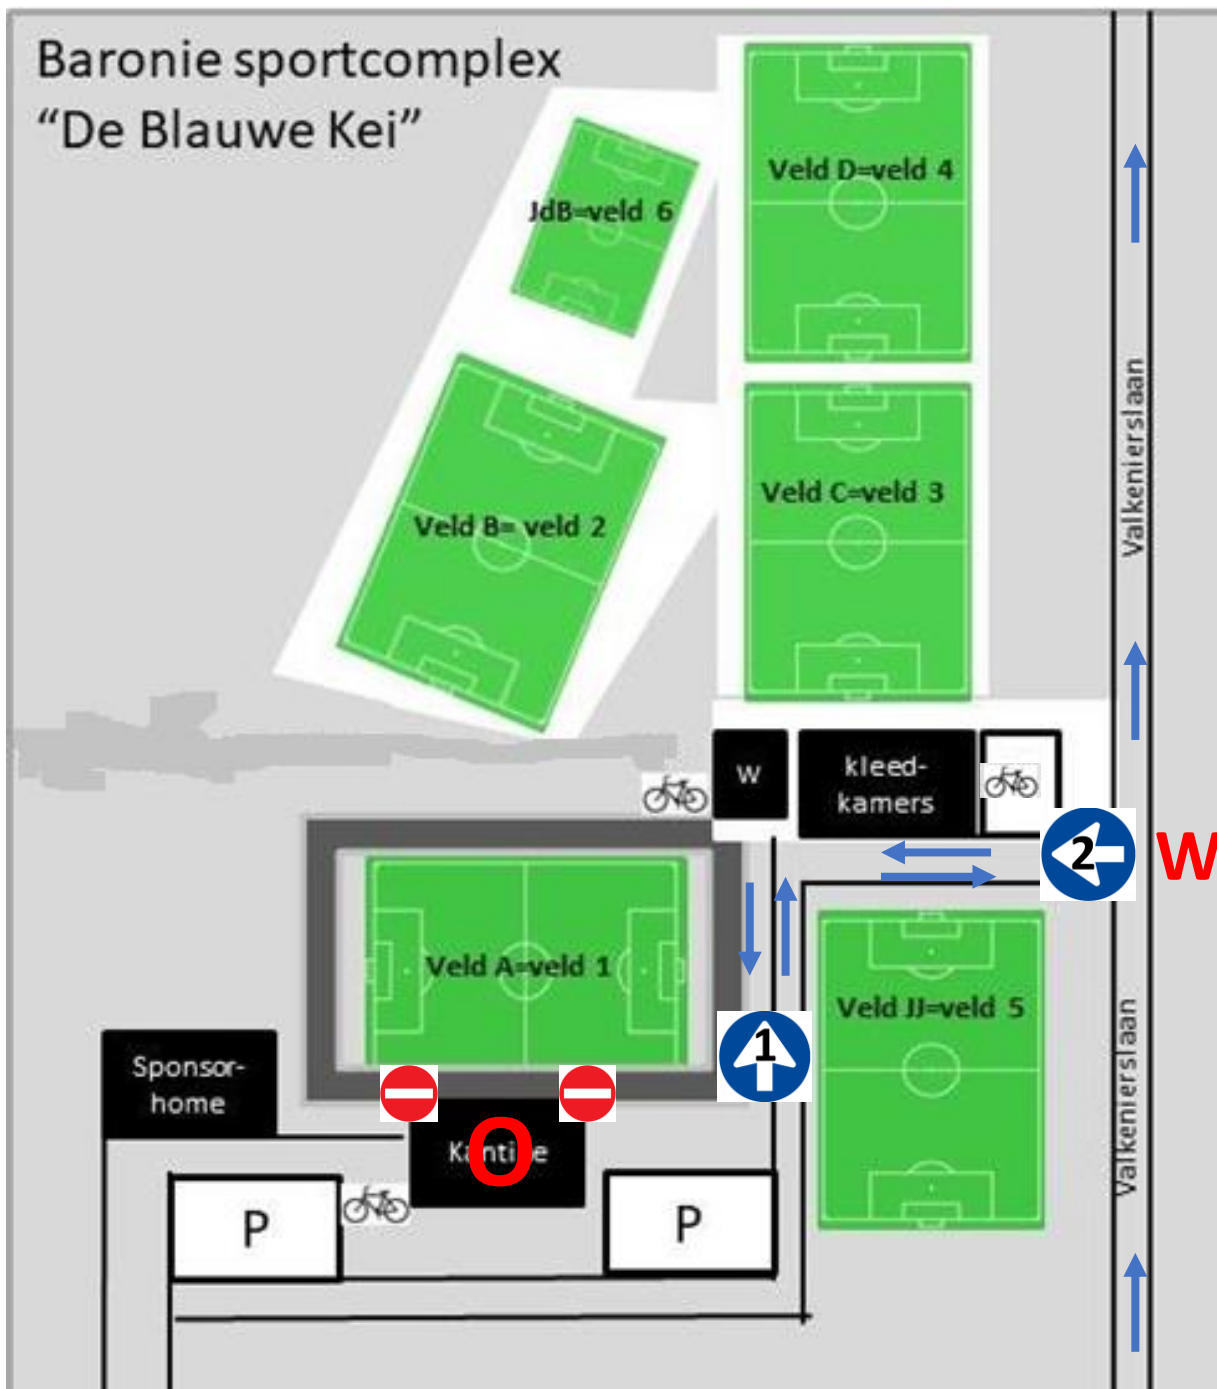 Baronie sportcomplex
“De Blauwe Kei”
Veld D=veld 4
JdB=veld 6
Valkenierslaan
Veld C=veld 3
Veld B= veld 2
W
kleed-
kamers
2
W
Veld A=veld 1
Veld JJ=veld 5
1
Valkenierslaan
Sponsor-
home
Kantine
O
P
P